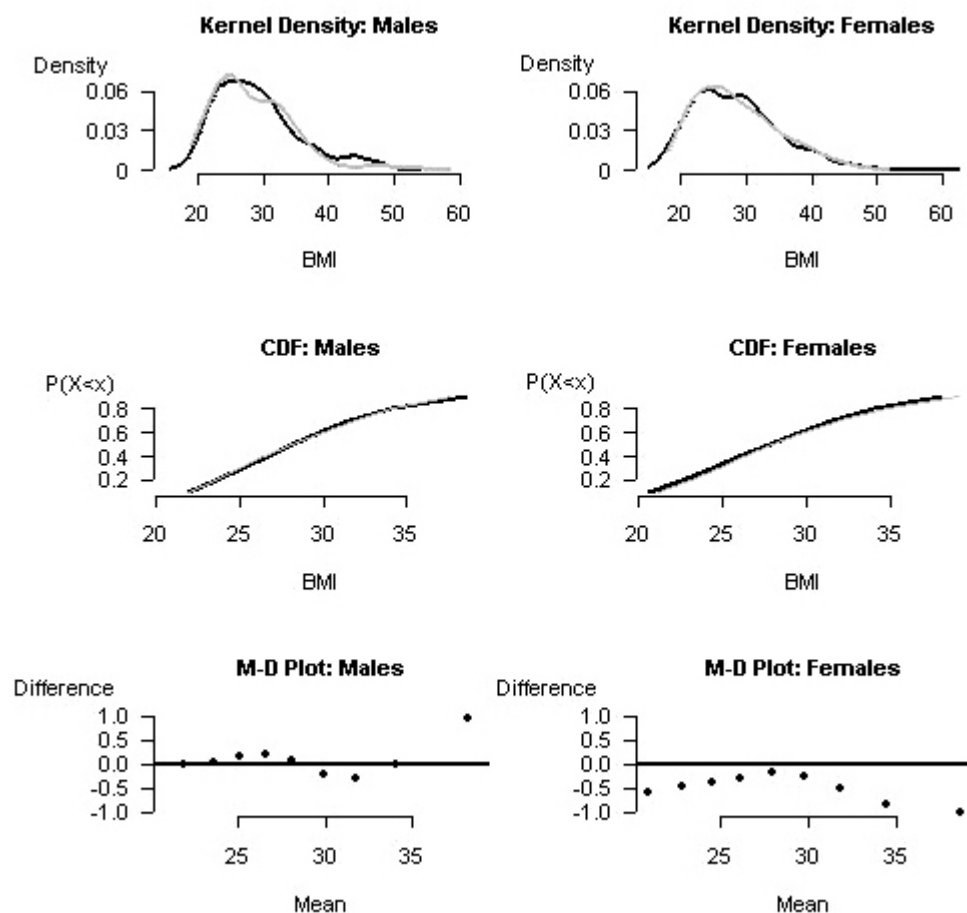 Kernel Density: Males
Density
0.06
0.03
0
20 30 40 50 60
BMI
Kernel Density: Females
Density
0.06
0.03
0
20 30 40 50 60
BMI
CDF: Males
P(X<x)
0.8
0.6
0.4
0.2
20 25 30 35
BMI
CDF: Females
P(X<x)
0.8
0.6
0.4
0.2
20 25 30 35
BMI
M-D Plot: Males
Difference
1.0
0.5
0.0
-0.5
-1.0
25 30 35
Mean
M-D Plot: Females
Difference
1.0
0.5
0.0
-0.5
-1.0
25 30 35
Mean